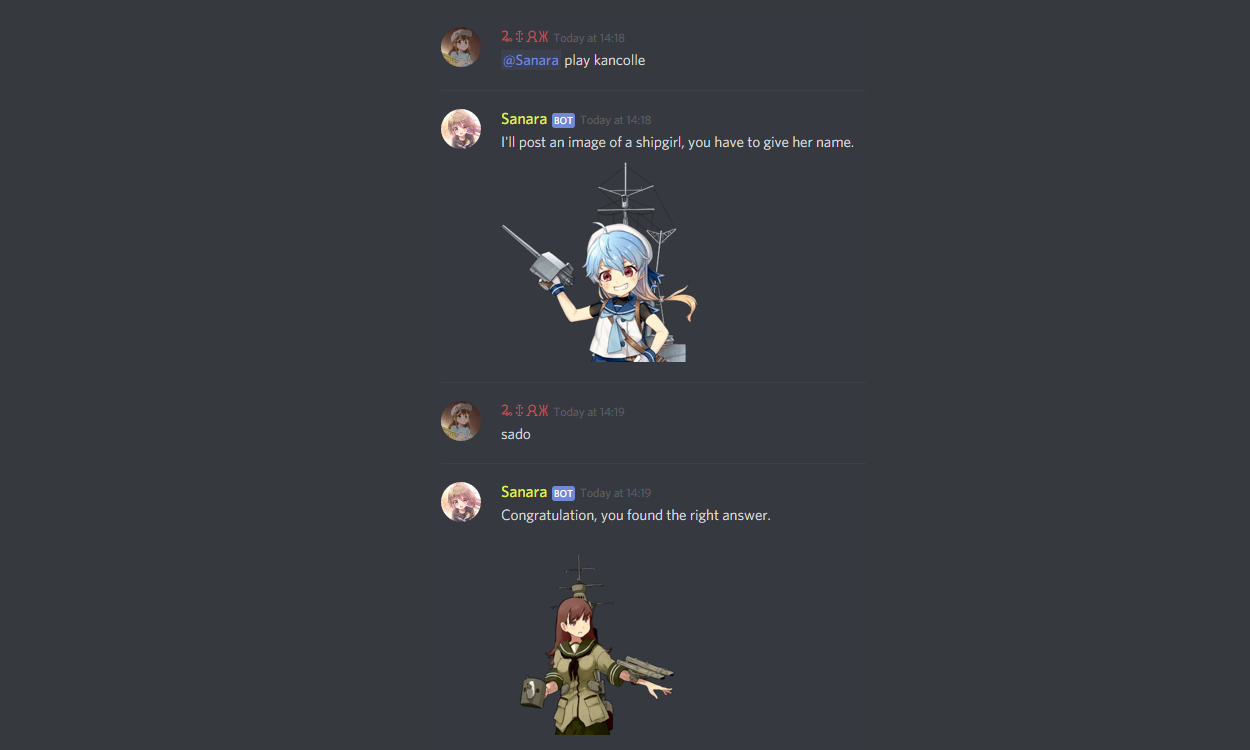 Today at 14:18
@Sanara play kancolle
Sanara BOT Today at 14:18
I'll post an image of a shipgirl, you have to give her name.
Today at 14:19
sado
Sanara BOT Today at 14:19
Congratulation, you found the right answer.